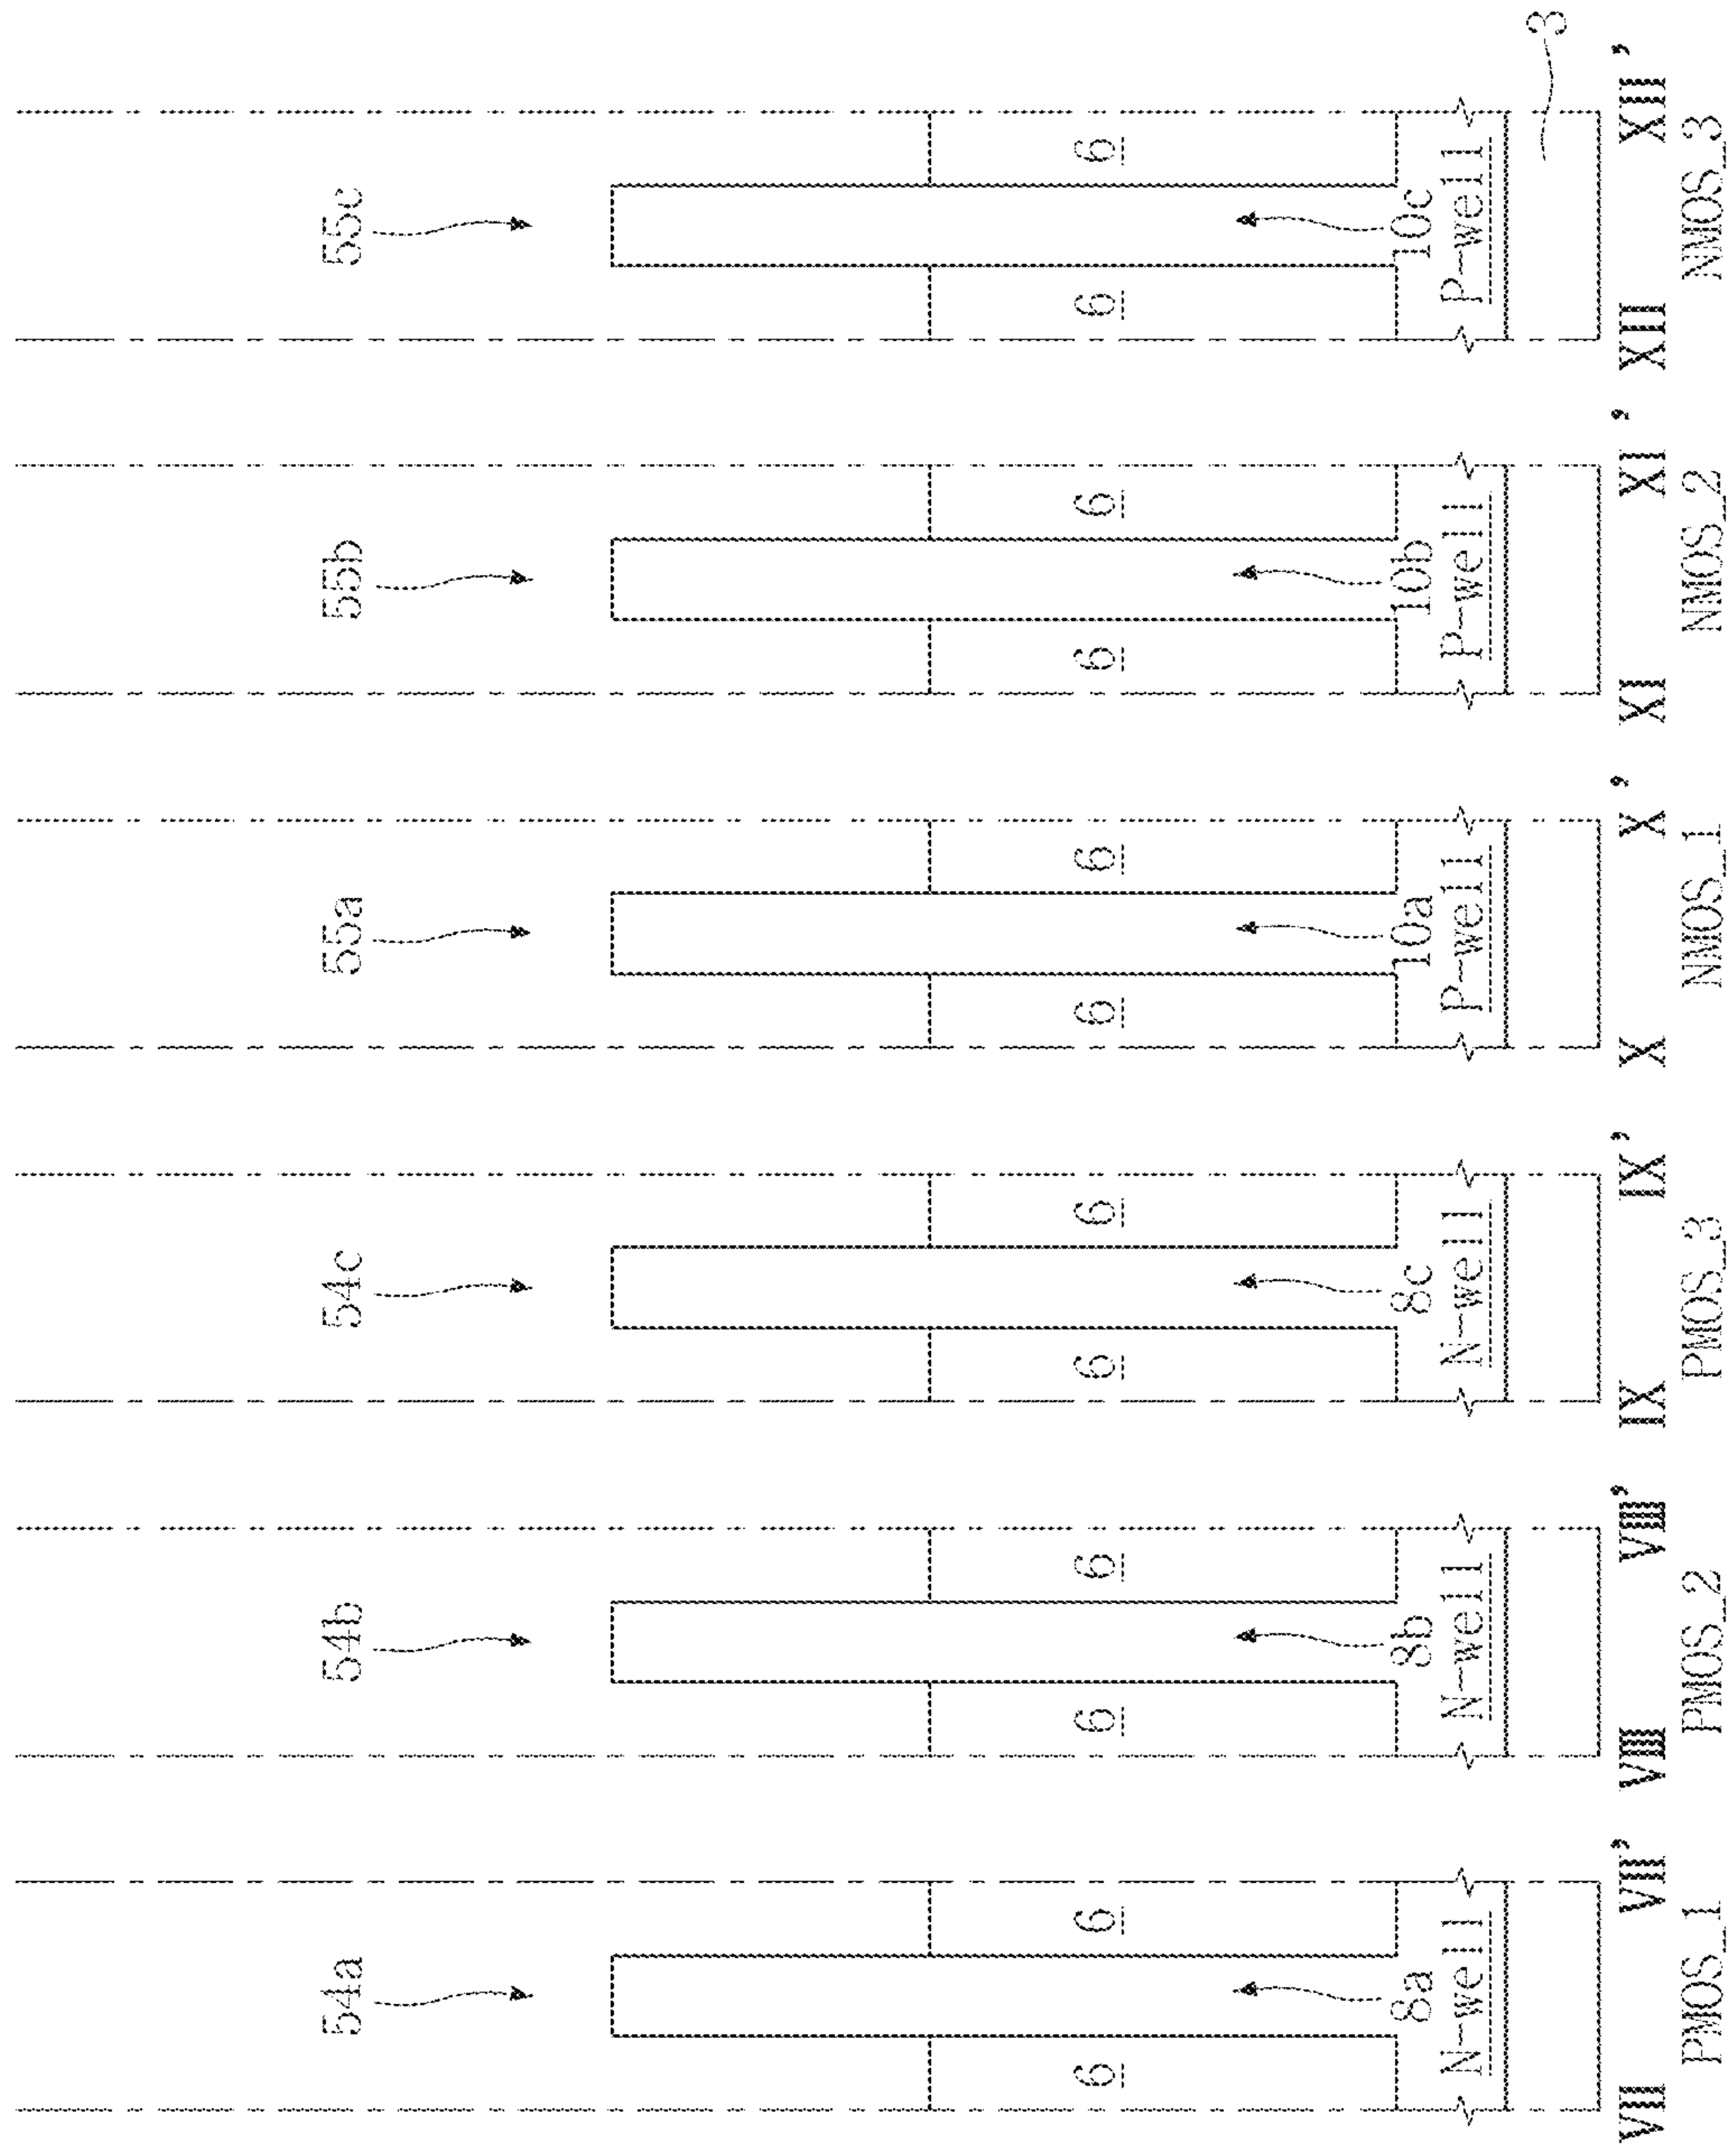 54a 54b 54c 55a 55b 55c
6 6 6 6 6 6 6 6 6 6 6 6
8a 8b 8c 10a 10b 10c
N-well N-well N-well P-well P-well P-well
3
VII VII' VIII VIII' IX IX' X X' XI XI' XII XII'
PMOS_1 PMOS_2 PMOS_3 NMOS_1 NMOS_2 NMOS_3